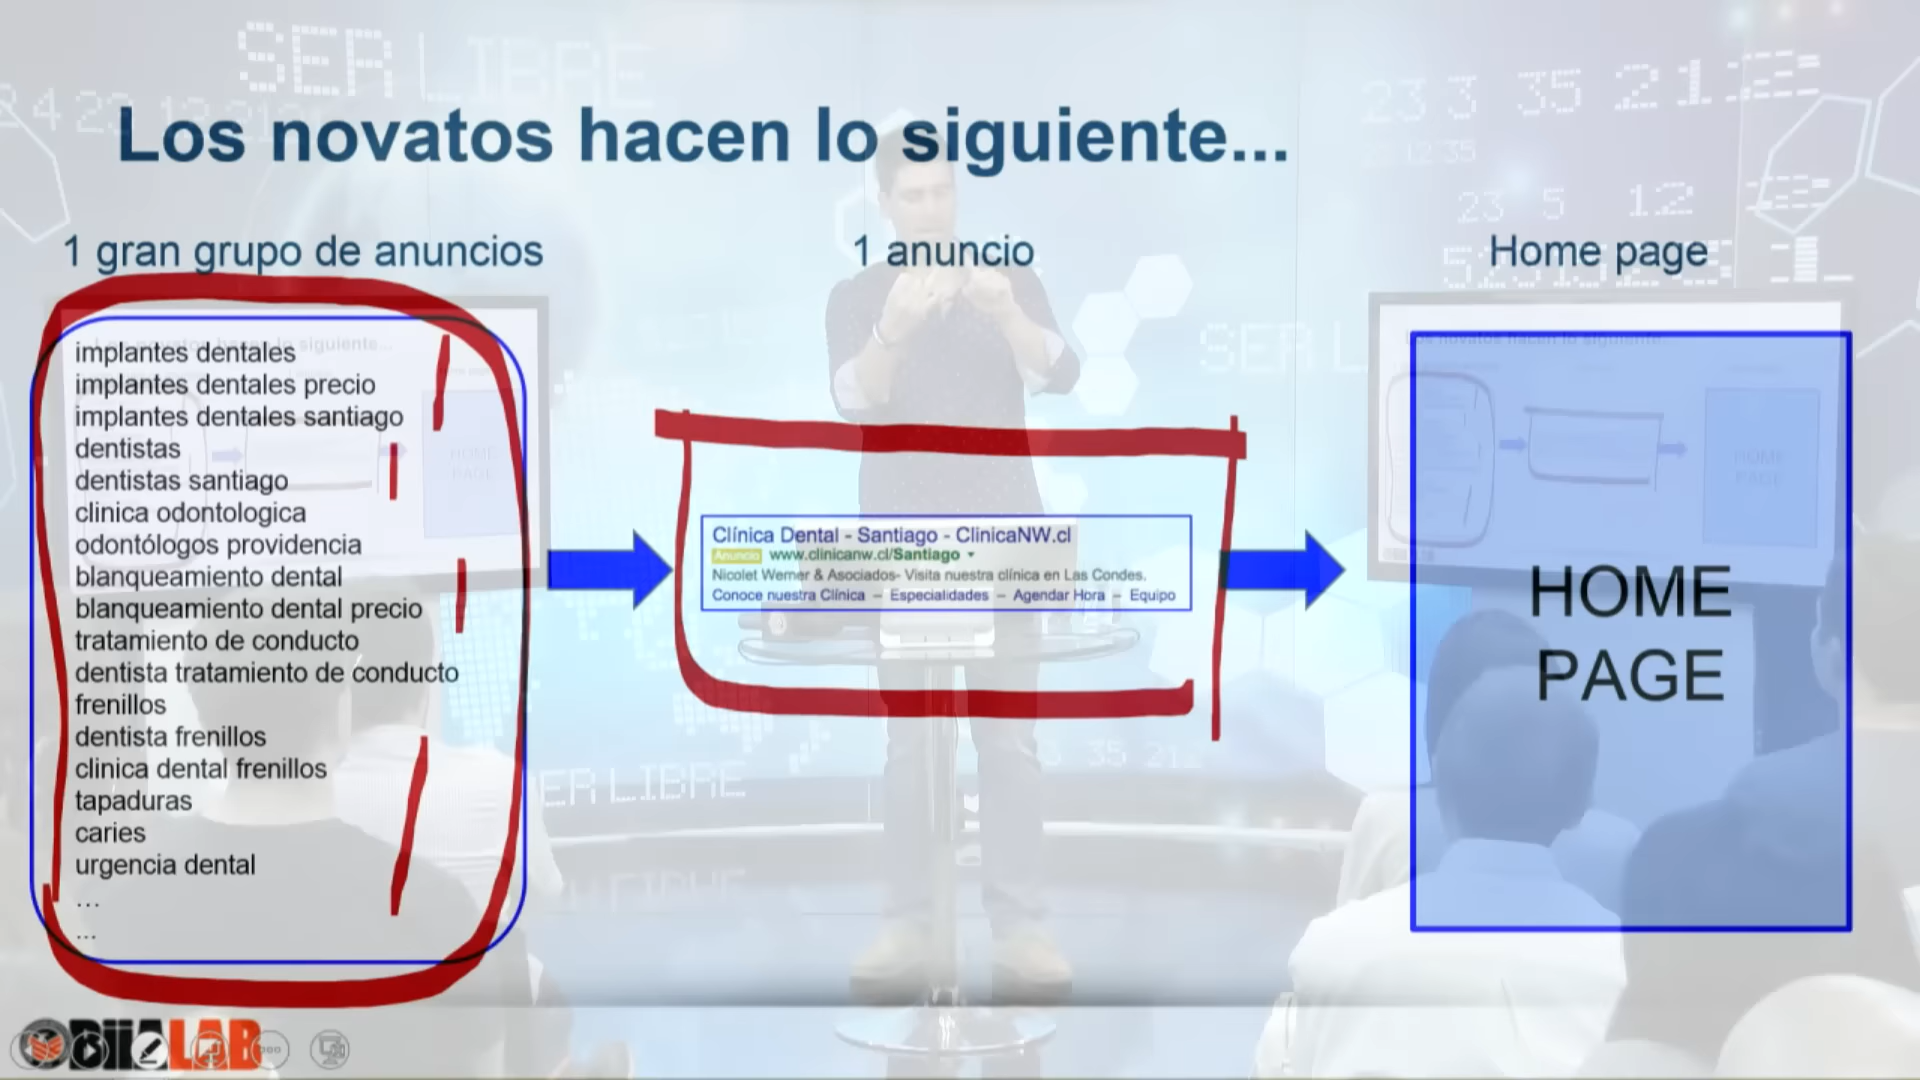 SER LIBRE
Los novatos hacen lo siguiente...
1 gran grupo de anuncios
1 anuncio
Home page
implantes dentales
implantes dentales precio
implantes dentales santiago
dentistas
dentistas santiago
clinica odontologica
odontólogos providencia
blanqueamiento dental
blanqueamiento dental precio
tratamiento de conducto
dentista tratamiento de conducto
frenillos
dentista frenillos
clinica dental frenillos
tapaduras
caries
urgencia dental
...
...
Clínica Dental - Santiago - ClinicaNW.cl
Anuncio www.clinicanw.cl/Santiago
Nicolet Werner & Asociados- Visita nuestra clínica en Las Condes.
Conoce nuestra Clínica – Especialidades – Agendar Hora – Equipo
HOME
PAGE
BiiALAB